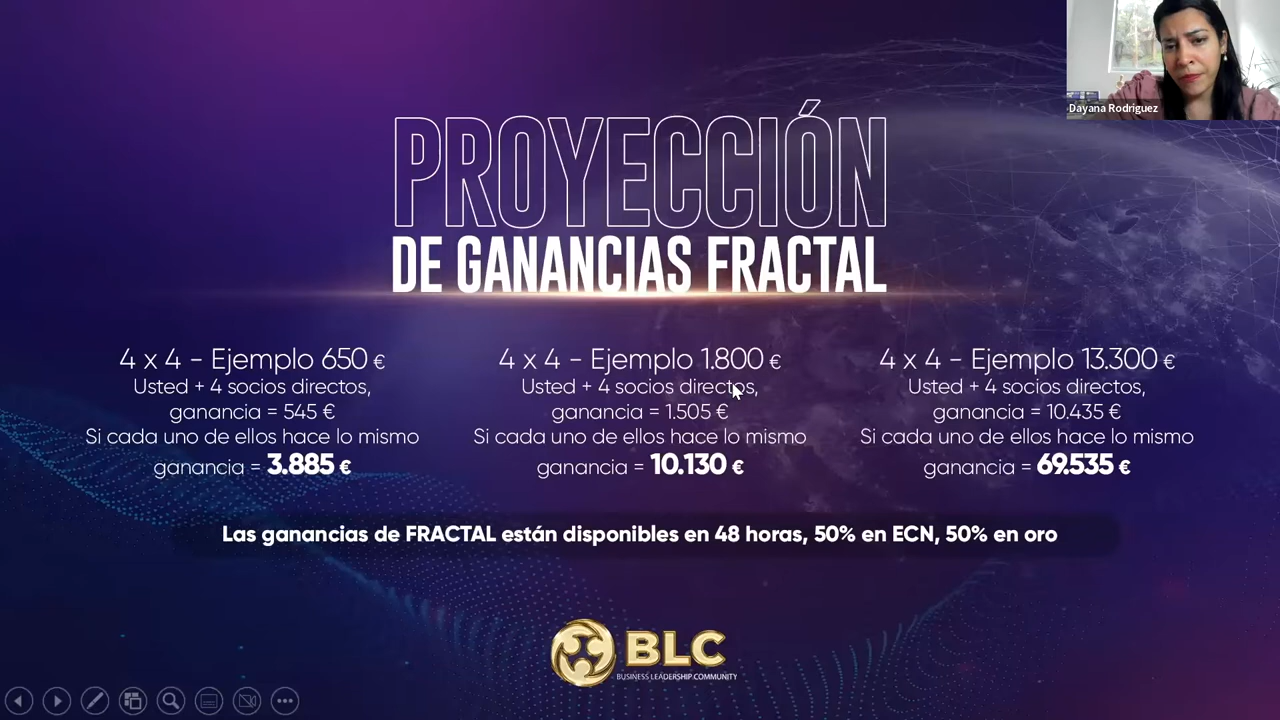 Dayana Rodriguez
PROYECCIÓN
DE GANANCIAS FRACTAL
4 x 4 - Ejemplo 650 €
Usted + 4 socios directos,
ganancia = 545 €
Si cada uno de ellos hace lo mismo
ganancia = 3.885 €
4 x 4 - Ejemplo 1.800 €
Usted + 4 socios directos,
ganancia = 1.505 €
Si cada uno de ellos hace lo mismo
ganancia = 10.130 €
4 x 4 - Ejemplo 13.300 €
Usted + 4 socios directos,
ganancia = 10.435 €
Si cada uno de ellos hace lo mismo
ganancia = 69.535 €
Las ganancias de FRACTAL están disponibles en 48 horas, 50% en ECN, 50% en oro
BLC
BUSINESS LEADERSHIP COMMUNITY